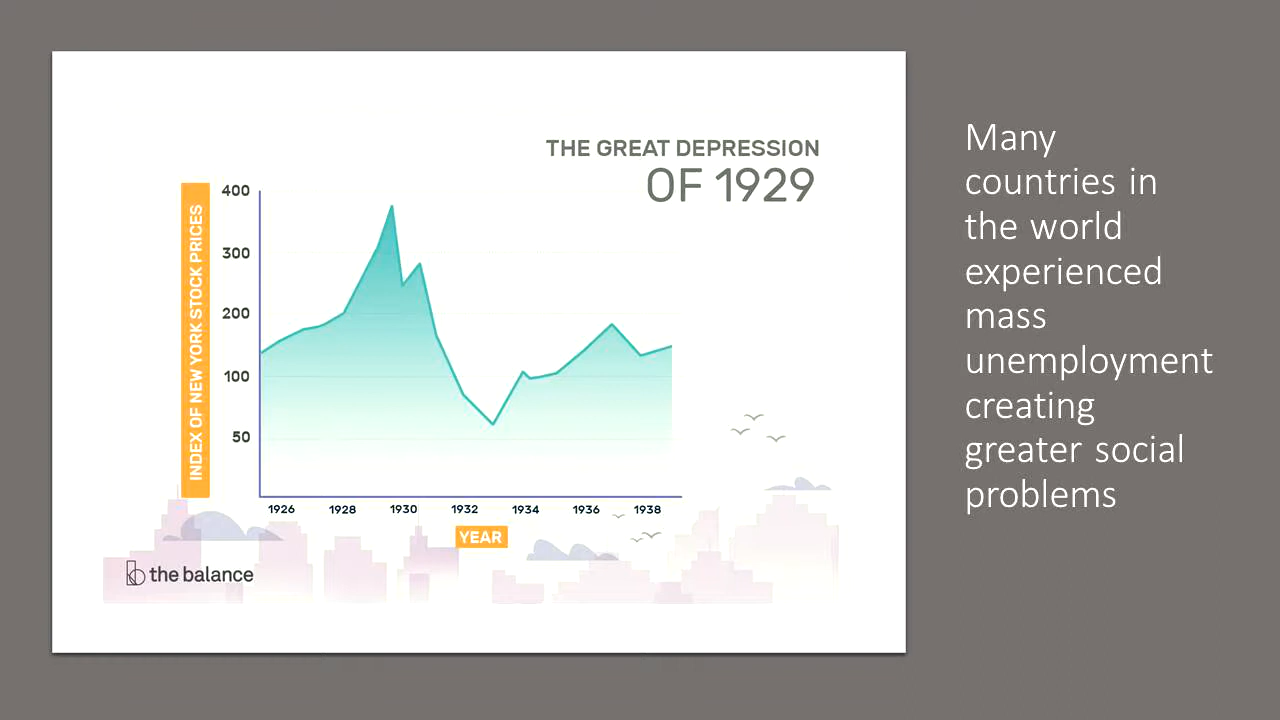 THE GREAT DEPRESSION
OF 1929
INDEX OF NEW YORK STOCK PRICES
400
300
200
100
50
1926 1928 1930 1932 1934 1936 1938
YEAR
the balance
Many
countries in
the world
experienced
mass
unemployment
creating
greater social
problems